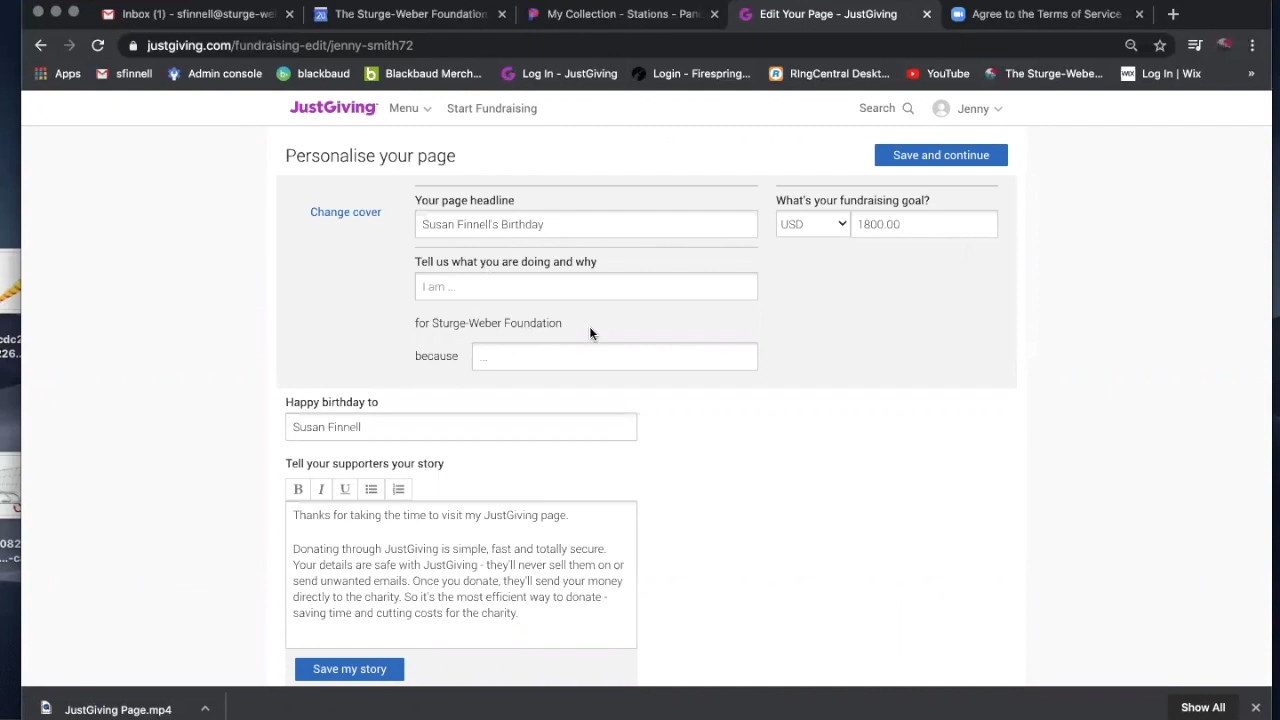 Inbox (1) - sfinnell@sturge-we
The Sturge-Weber Foundation
My Collection - Stations - Pan
Edit Your Page - JustGiving
Agree to the Terms of Service
justgiving.com/fundraising-edit/jenny-smith72
Apps
sfinnell
Admin console
blackbaud
Blackbaud Merch...
Log In - JustGiving
Login - Firespring...
RIngCentral Deskt...
YouTube
The Sturge-Webe...
WIX Log In | Wix
»
JustGiving
Menu
Start Fundraising
Search
Jenny
Personalise your page
Save and continue
Change cover
Your page headline
What's your fundraising goal?
Susan Finnell's Birthday
USD
1800.00
Tell us what you are doing and why
I am ...
for Sturge-Weber Foundation
because
...
Happy birthday to
Susan Finnell
Tell your supporters your story
B I U
Thanks for taking the time to visit my JustGiving page.
Donating through JustGiving is simple, fast and totally secure.
Your details are safe with JustGiving - they'll never sell them on or
send unwanted emails. Once you donate, they'll send your money
directly to the charity. So it's the most efficient way to donate -
saving time and cutting costs for the charity.
Save my story
cdc2
226...
082
...-c
JustGiving Page.mp4
Show All